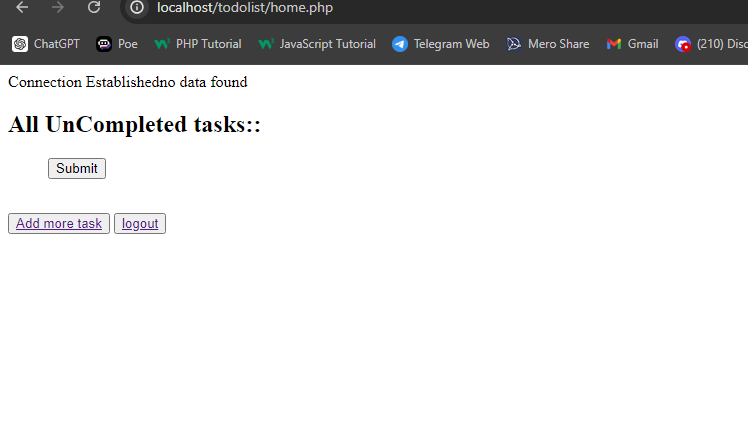 localhost/todolist/home.php
ChatGPT Poe PHP Tutorial JavaScript Tutorial Telegram Web Mero Share Gmail (210) Disc
Connection Establishedno data found
All UnCompleted tasks::
Submit
Add more task logout